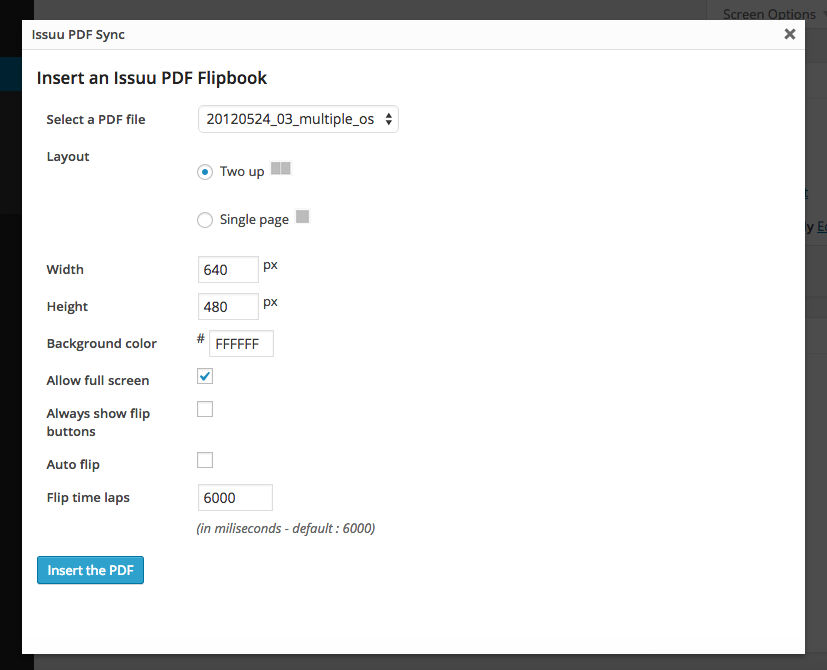 Screen Options
Issuu PDF Sync
Insert an Issuu PDF Flipbook
Select a PDF file 20120524_03_multiple_os
Layout
Two up
Single page
Width 640 px
Height 480 px
Background color # FFFFFF
Allow full screen
Always show flip
buttons
Auto flip
Flip time laps 6000
(in miliseconds - default : 6000)
Insert the PDF